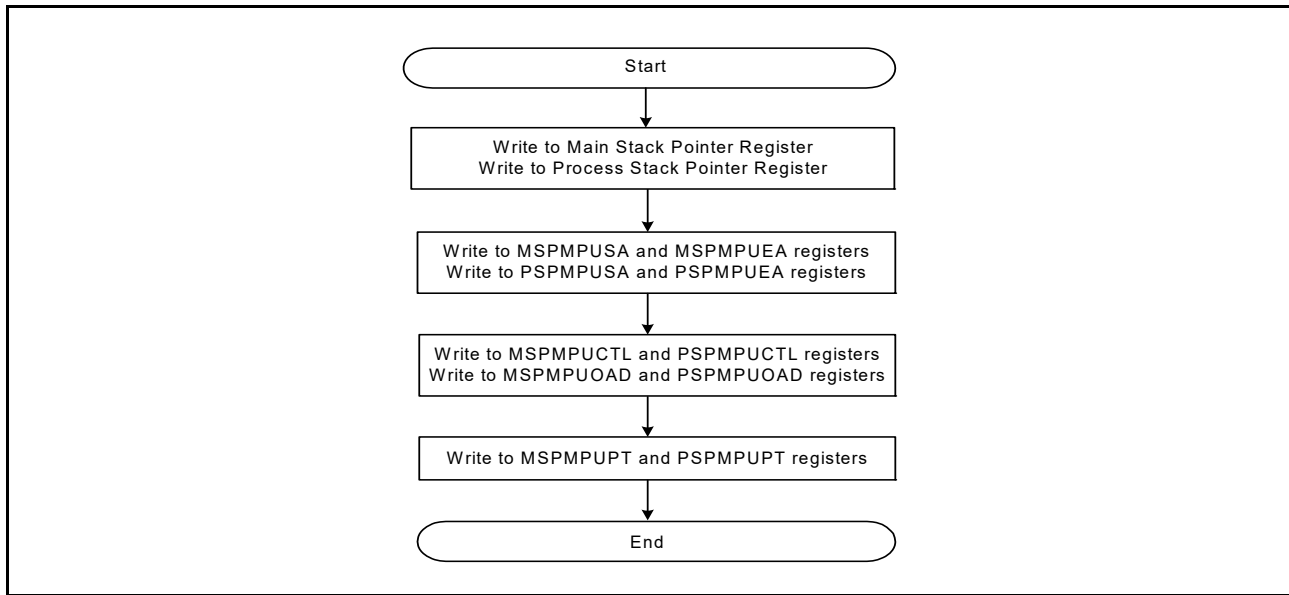 Start
Write to Main Stack Pointer Register
Write to Process Stack Pointer Register
Write to MSPMPUSA and MSPMPUEA registers
Write to PSPMPUSA and PSPMPUEA registers
Write to MSPMPUCTL and PSPMPUCTL registers
Write to MSPMPUOAD and PSPMPUOAD registers
Write to MSPMPUPT and PSPMPUPT registers
End